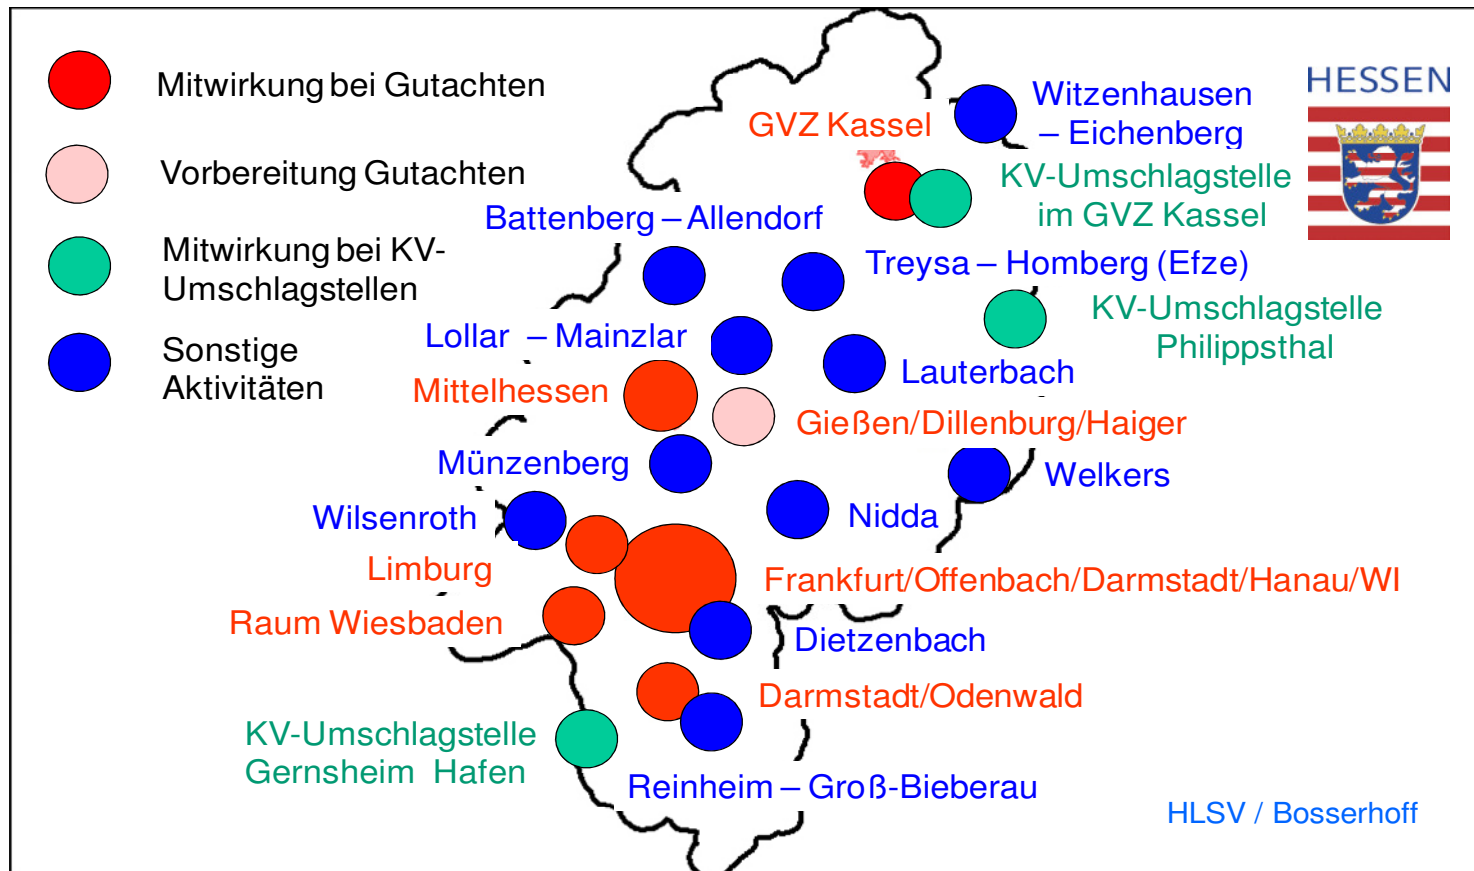 Mitwirkung bei Gutachten
Vorbereitung Gutachten
Mitwirkung bei KV-
Umschlagstellen
Sonstige
Aktivitäten
HESSEN
Witzenhausen
– Eichenberg
GVZ Kassel
KV-Umschlagstelle
im GVZ Kassel
Battenberg – Allendorf
Treysa – Homberg (Efze)
KV-Umschlagstelle
Philippsthal
Lollar – Mainzlar
Lauterbach
Mittelhessen
Gießen/Dillenburg/Haiger
Münzenberg
Welkers
Wilsenroth
Nidda
Limburg
Frankfurt/Offenbach/Darmstadt/Hanau/WI
Raum Wiesbaden
Dietzenbach
Darmstadt/Odenwald
KV-Umschlagstelle
Gernsheim Hafen
Reinheim – Groß-Bieberau
HLSV / Bosserhoff